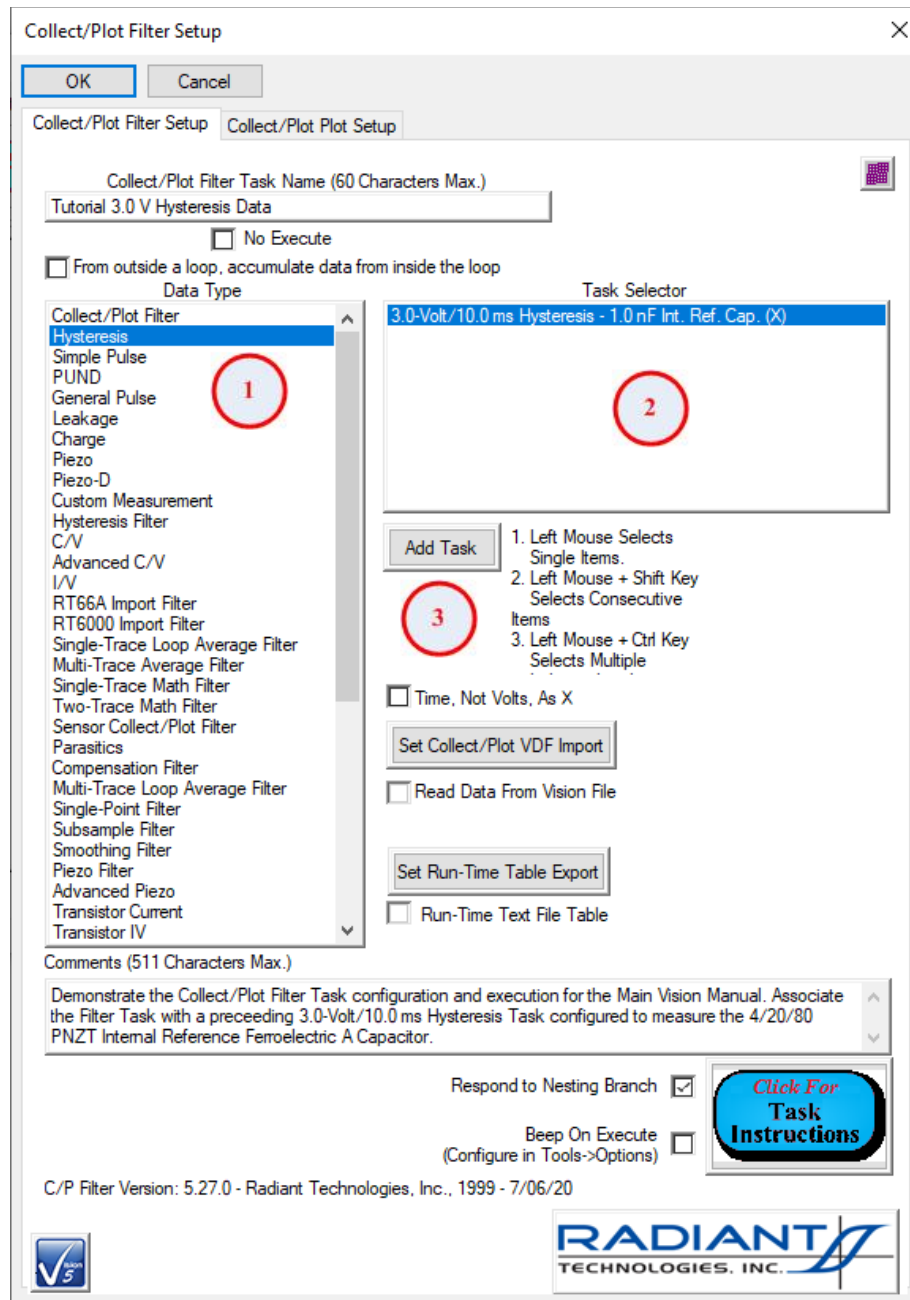 Collect/Plot Filter Setup
OK
Cancel
Collect/Plot Filter Setup
Collect/Plot Plot Setup
Collect/Plot Filter Task Name (60 Characters Max.)
Tutorial 3.0 V Hysteresis Data
No Execute
From outside a loop, accumulate data from inside the loop
Data Type
Collect/Plot Filter
Hysteresis
Simple Pulse
PUND
General Pulse
Leakage
Charge
Piezo
Piezo-D
Custom Measurement
Hysteresis Filter
C/V
Advanced C/V
I/V
RT66A Import Filter
RT6000 Import Filter
Single-Trace Loop Average Filter
Multi-Trace Average Filter
Single-Trace Math Filter
Two-Trace Math Filter
Sensor Collect/Plot Filter
Parasitics
Compensation Filter
Multi-Trace Loop Average Filter
Single-Point Filter
Subsample Filter
Smoothing Filter
Piezo Filter
Advanced Piezo
Transistor Current
Transistor IV
1
Task Selector
3.0-Volt/10.0 ms Hysteresis - 1.0 nF Int. Ref. Cap. (X)
2
Add Task
3
1. Left Mouse Selects
Single Items.
2. Left Mouse + Shift Key
Selects Consecutive
Items
3. Left Mouse + Ctrl Key
Selects Multiple
Time, Not Volts, As X
Set Collect/Plot VDF Import
Read Data From Vision File
Set Run-Time Table Export
Run-Time Text File Table
Comments (511 Characters Max.)
Demonstrate the Collect/Plot Filter Task configuration and execution for the Main Vision Manual. Associate
the Filter Task with a preceeding 3.0-Volt/10.0 ms Hysteresis Task configured to measure the 4/20/80
PNZT Internal Reference Ferroelectric A Capacitor.
Respond to Nesting Branch
Beep On Execute
(Configure in Tools->Options)
Click For
Task
Instructions
C/P Filter Version: 5.27.0 - Radiant Technologies, Inc., 1999 - 7/06/20
Vision
5
RADIANT
TECHNOLOGIES, INC.